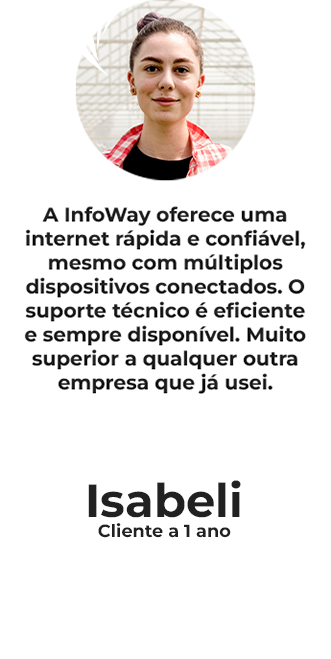 A InfoWay oferece uma
internet rápida e confiável,
mesmo com múltiplos
dispositivos conectados. O
suporte técnico é eficiente
e sempre disponível. Muito
superior a qualquer outra
empresa que já usei.
Isabeli
Cliente a 1 ano